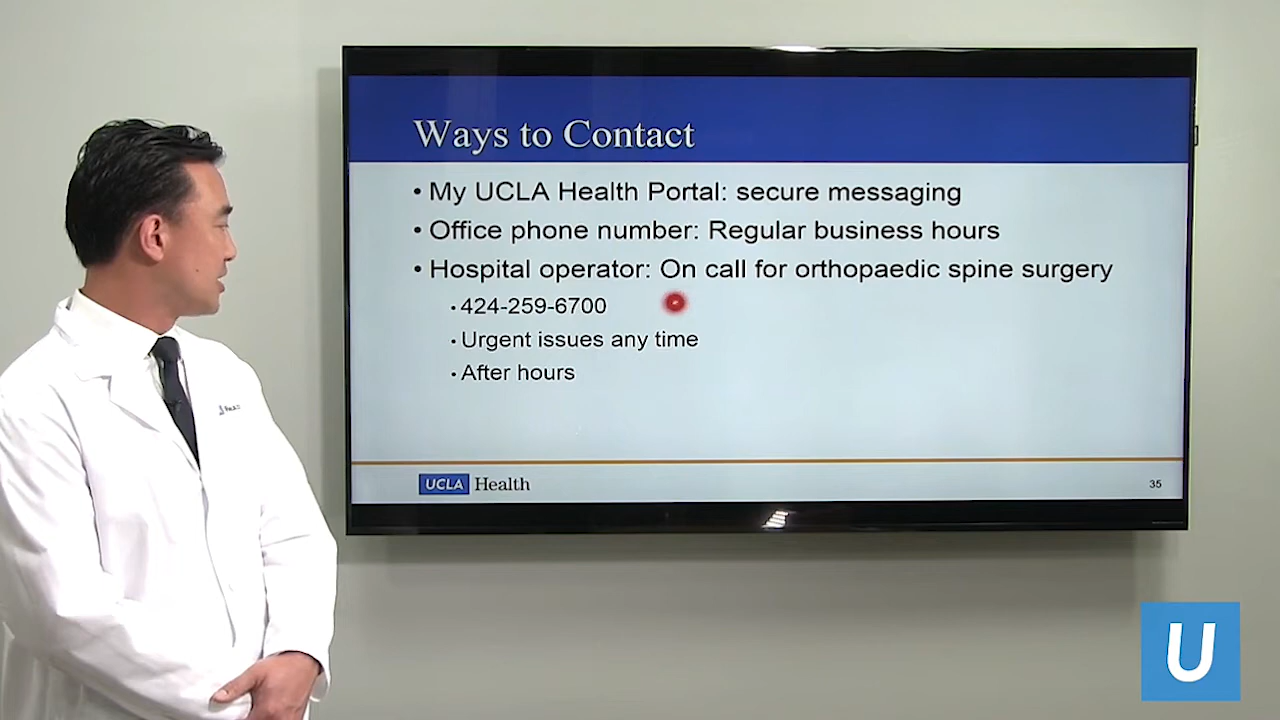 Ways to Contact
• My UCLA Health Portal: secure messaging
• Office phone number: Regular business hours
• Hospital operator: On call for orthopaedic spine surgery
• 424-259-6700
• Urgent issues any time
• After hours
UCLA Health
35
U